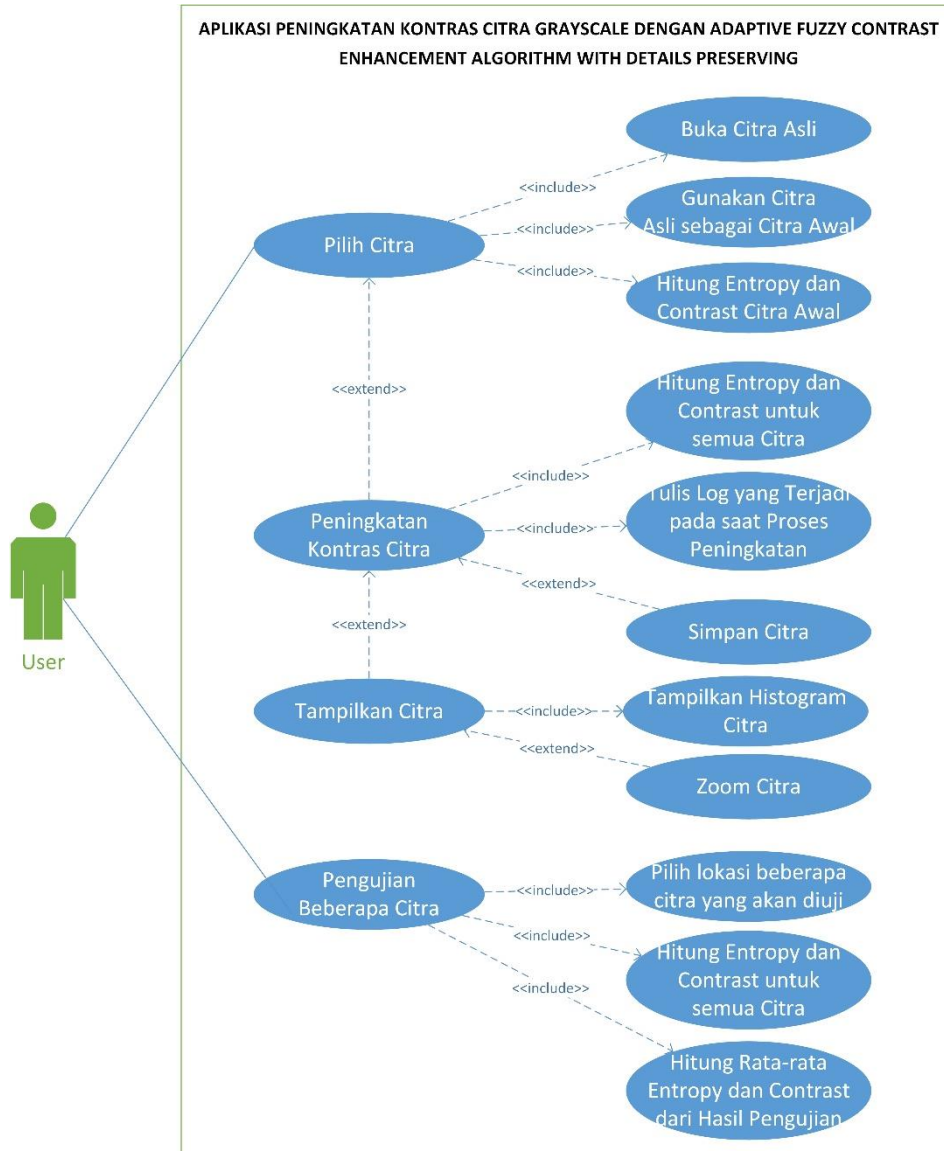 APLIKASI PENINGKATAN KONTRAS CITRA GRAYSCALE DENGAN ADAPTIVE FUZZY CONTRAST
ENHANCEMENT ALGORITHM WITH DETAILS PRESERVING
Buka Citra Asli
<<include>>
Gunakan Citra
Asli sebagai Citra Awal
<<include>>
Pilih Citra
<<include>>
Hitung Entropy dan
Contrast Citra Awal
<<extend>>
Hitung Entropy dan
Contrast untuk
semua Citra
<<include>>
Tulis Log yang Terjadi
pada saat Proses
Peningkatan
<<include>>
Peningkatan
Kontras Citra
<<extend>>
Simpan Citra
<<extend>>
User
Tampilkan Citra
<<include>>
Tampilkan Histogram
Citra
<<extend>>
Zoom Citra
Pengujian
Beberapa Citra
<<include>>
Pilih lokasi beberapa
citra yang akan diuji
<<include>>
Hitung Entropy dan
Contrast untuk
semua Citra
<<include>>
Hitung Rata-rata
Entropy dan Contrast
dari Hasil Pengujian